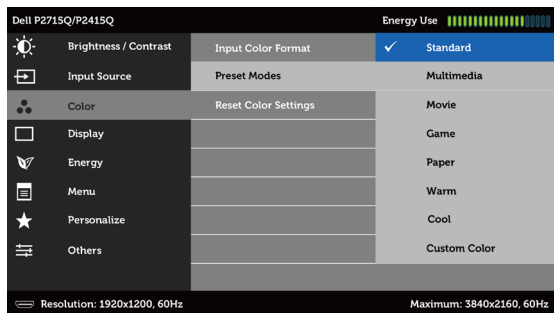 Dell P2715Q/P2415Q
Energy Use
Brightness / Contrast
Input Color Format
Standard
Input Source
Preset Modes
Multimedia
Color
Reset Color Settings
Movie
Display
Game
Energy
Paper
Menu
Warm
Personalize
Cool
Others
Custom Color
Resolution: 1920x1200, 60Hz
Maximum: 3840x2160, 60Hz